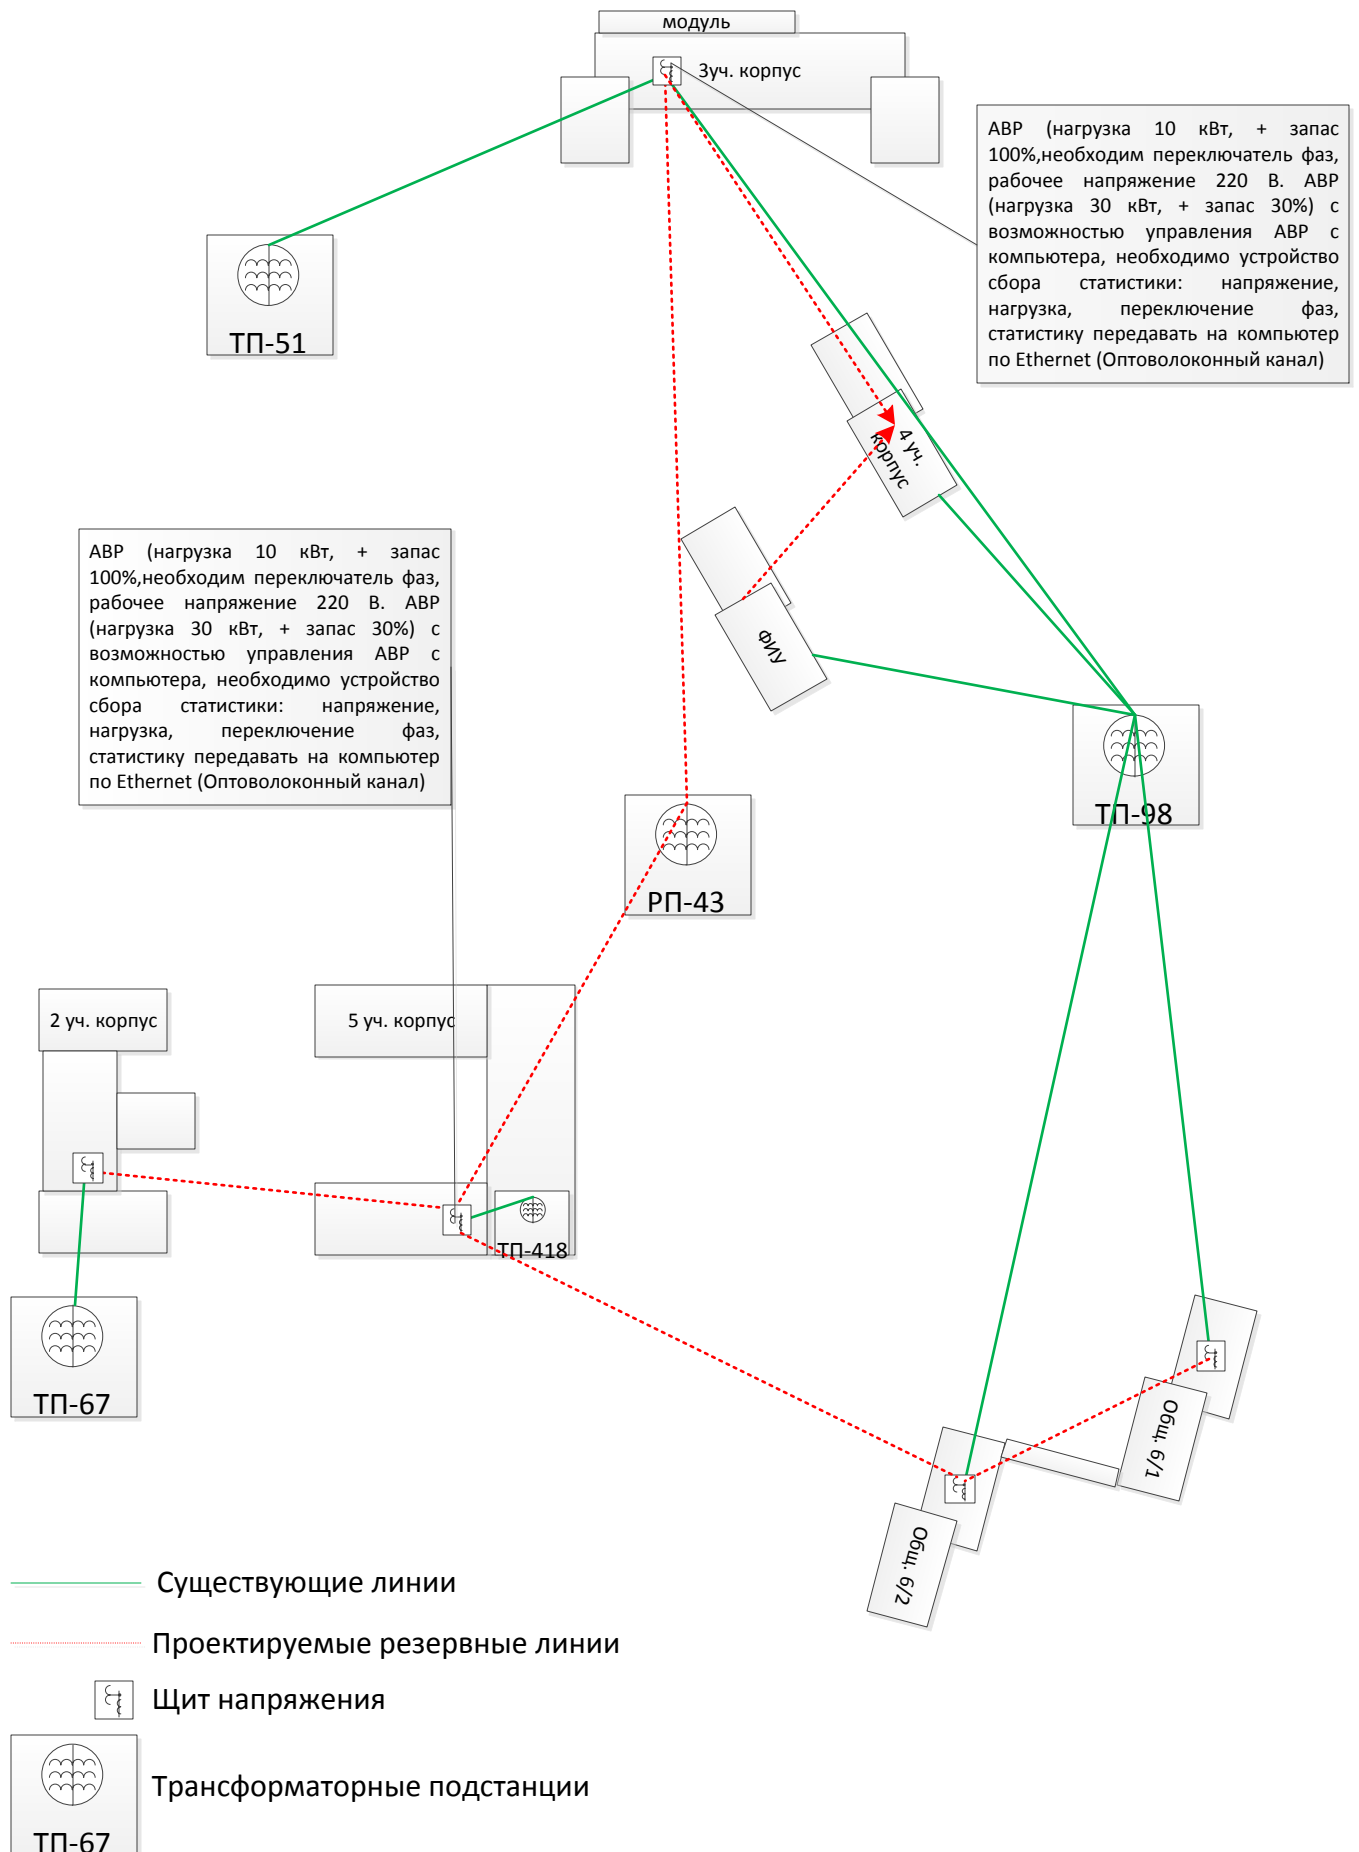 модуль
3уч. корпус
АВР (нагрузка 10 кВт, + запас
100%,необходим переключатель фаз,
рабочее напряжение 220 В. АВР
(нагрузка 30 кВт, + запас 30%) с
возможностью управления АВР с
компьютера, необходимо устройство
сбора статистики: напряжение,
нагрузка, переключение фаз,
статистику передавать на компьютер
по Ethernet (Оптоволоконный канал)
ТП-51
4 уч.
корпус
АВР (нагрузка 10 кВт, + запас
100%,необходим переключатель фаз,
рабочее напряжение 220 В. АВР
(нагрузка 30 кВт, + запас 30%) с
возможностью управления АВР с
компьютера, необходимо устройство
сбора статистики: напряжение,
нагрузка, переключение фаз,
статистику передавать на компьютер
по Ethernet (Оптоволоконный канал)
ФИУ
ТП-98
РП-43
2 уч. корпус
5 уч. корпус
ТП-418
ТП-67
Общ. 6/1
Общ. 6/2
Существующие линии
Проектируемые резервные линии
Щит напряжения
Трансформаторные подстанции
ТП-67